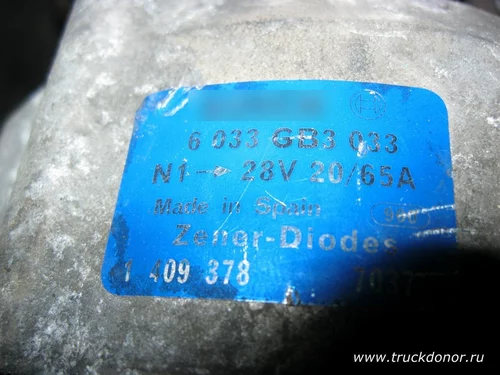 6 033 GB3 033
N1→ 28V 20/65A
Made in Spain
Zener-Diodes
1 409 378
www.truckdonor.ru